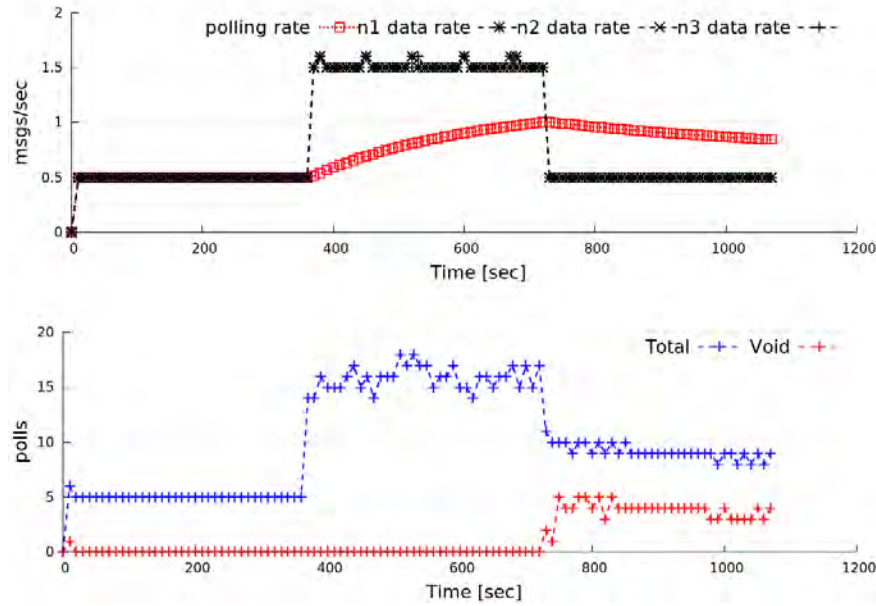 2
polling rate n1 data rate n2 data rate n3 data rate
1.5
msgs/sec
1
0.5
0
0 200 400 600 800 1000 1200
Time [sec]
20
Total Void
15
polls
10
5
0
0 200 400 600 800 1000 1200
Time [sec]